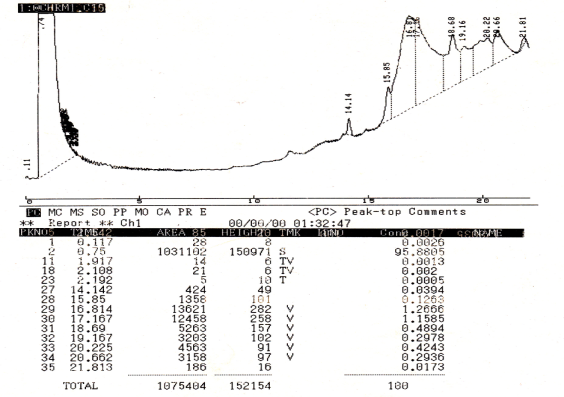 1:@CHRM1.C15
.74
.11
14.14
15.85
16.81
18.68
19.16
20.22
20.66
21.81
0 5 10 15 20
PC MC MS SO PP MO CA PR E <PC> Peak-top Comments
** Report ** Ch1 00/00/00 01:32:47
PKNO TIME AREA HEIGHT TMK IDNO CONC NAME
1 0.117 28 8 0.0026
2 0.75 1031102 150971 S 95.8805
11 1.917 14 6 TV 0.0013
18 2.108 21 6 TV 0.002
23 2.192 5 10 T 0.0005
27 14.142 424 49 0.0394
28 15.85 1358 101 0.1263
29 16.814 13621 282 V 1.2666
30 17.167 12458 258 V 1.1585
31 18.69 5263 157 V 0.4894
32 19.167 3203 102 V 0.2978
33 20.225 4563 91 V 0.4243
34 20.662 3158 97 V 0.2936
35 21.813 186 16 0.0173
TOTAL 1075404 152154 100